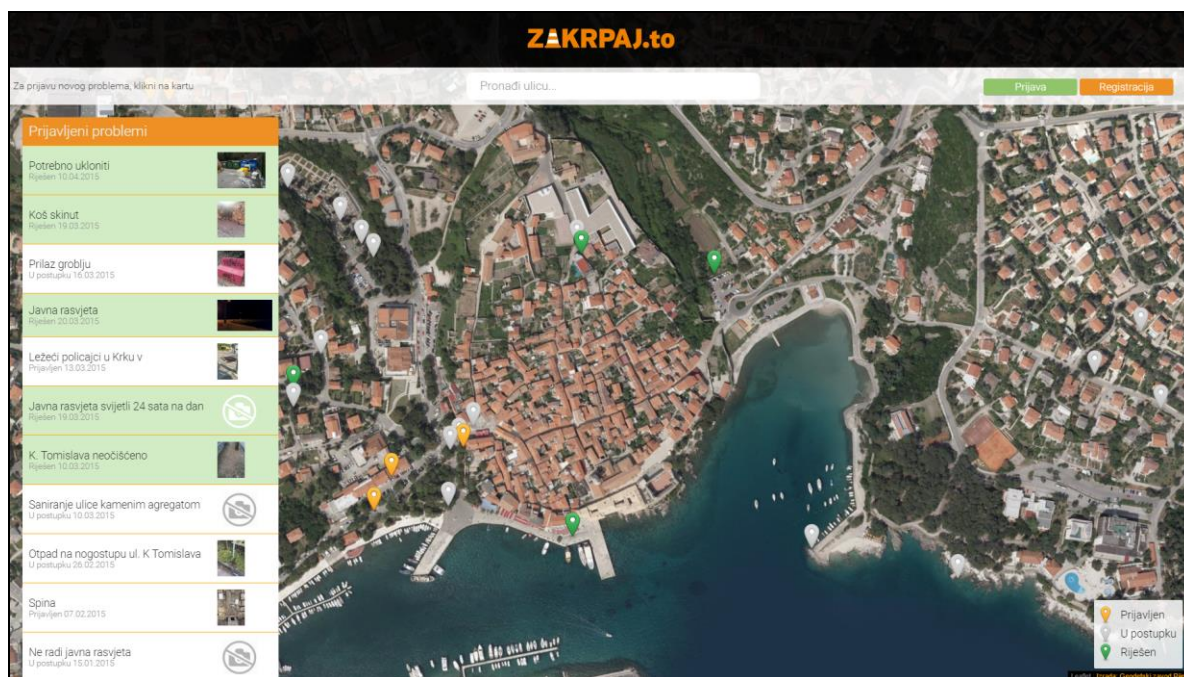 ZAKRPAJ.to
Za prijavu novog problema, klikni na kartu
Pronađi ulicu...
Prijava
Registracija
Prijavljeni problemi
Potrebno ukloniti
Riješen 10.04.2015
Koš skinut
Riješen 19.03.2015
Prilaz groblju
U postupku 16.03.2015
Javna rasvjeta
Riješen 20.03.2015
Ležeći policajci u Krku v
Prijavljen 13.03.2015
Javna rasvjeta svijetli 24 sata na dan
Riješen 19.03.2015
K. Tomislava neočišćeno
Riješen 10.03.2015
Saniranje ulice kamenim agregatom
U postupku 10.03.2015
Otpad na nogostupu ul. K Tomislava
U postupku 26.02.2015
Spina
Prijavljen 07.02.2015
Ne radi javna rasvjeta
U postupku 15.01.2015
Prijavljen
U postupku
Riješen
Leaflet